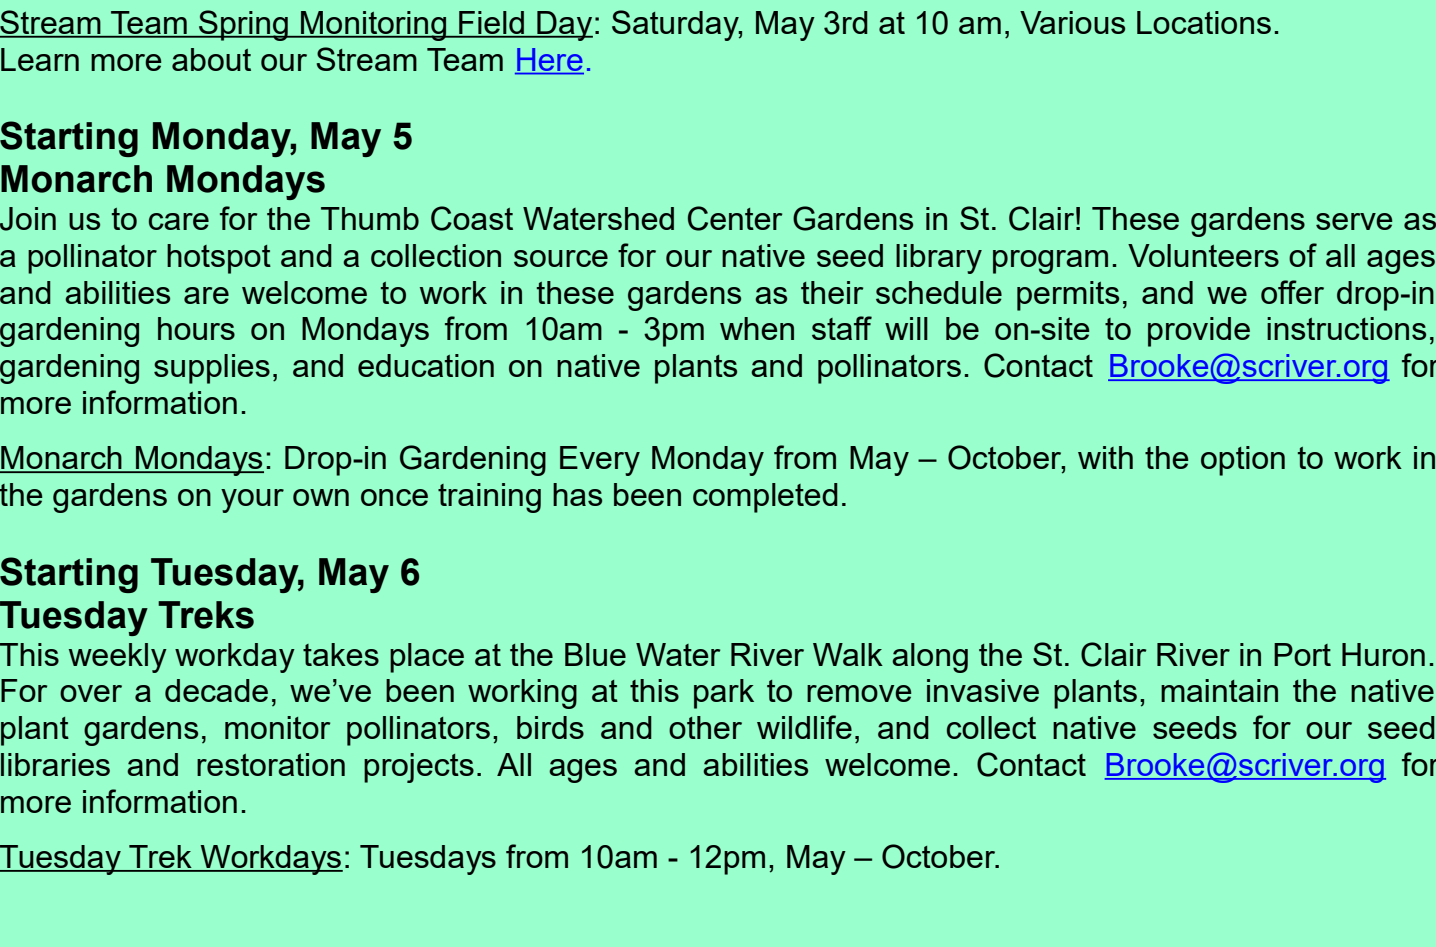 Stream Team Spring Monitoring Field Day: Saturday, May 3rd at 10 am, Various Locations.
Learn more about our Stream Team Here.
Starting Monday, May 5
Monarch Mondays
Join us to care for the Thumb Coast Watershed Center Gardens in St. Clair! These gardens serve as
a pollinator hotspot and a collection source for our native seed library program. Volunteers of all ages
and abilities are welcome to work in these gardens as their schedule permits, and we offer drop-in
gardening hours on Mondays from 10am - 3pm when staff will be on-site to provide instructions,
gardening supplies, and education on native plants and pollinators. Contact Brooke@scriver.org for
more information.
Monarch Mondays: Drop-in Gardening Every Monday from May – October, with the option to work in
the gardens on your own once training has been completed.
Starting Tuesday, May 6
Tuesday Treks
This weekly workday takes place at the Blue Water River Walk along the St. Clair River in Port Huron.
For over a decade, we’ve been working at this park to remove invasive plants, maintain the native
plant gardens, monitor pollinators, birds and other wildlife, and collect native seeds for our seed
libraries and restoration projects. All ages and abilities welcome. Contact Brooke@scriver.org for
more information.
Tuesday Trek Workdays: Tuesdays from 10am - 12pm, May – October.